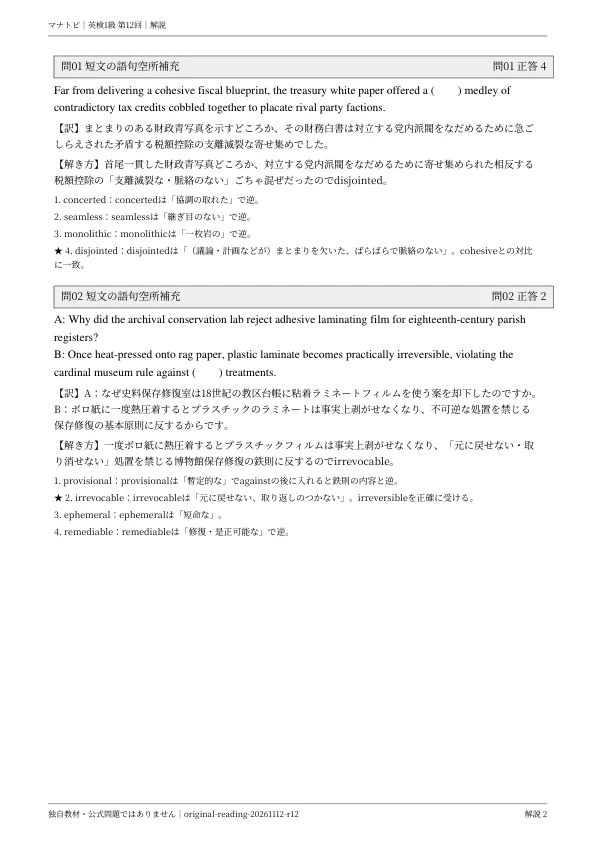 マナトビ｜英検1級 第12回｜解説
問01 短文の語句空所補充 問01 正答 4
Far from delivering a cohesive fiscal blueprint, the treasury white paper offered a (　　) medley of
contradictory tax credits cobbled together to placate rival party factions.
【訳】まとまりのある財政青写真を示すどころか、その財務白書は対立する党内派閥をなだめるために急ご
しらえされた矛盾する税額控除の支離滅裂な寄せ集めでした。
【解き方】首尾一貫した財政青写真どころか、対立する党内派閥をなだめるために寄せ集められた相反する
税額控除の「支離滅裂な・脈絡のない」ごちゃ混ぜだったのでdisjointed。
1. concerted：concertedは「協調の取れた」で逆。
2. seamless：seamlessは「継ぎ目のない」で逆。
3. monolithic：monolithicは「一枚岩の」で逆。
★ 4. disjointed：disjointedは「（議論・計画などが）まとまりを欠いた、ばらばらで脈絡のない」。cohesiveとの対比
に一致。
問02 短文の語句空所補充 問02 正答 2
A: Why did the archival conservation lab reject adhesive laminating film for eighteenth-century parish
registers?
B: Once heat-pressed onto rag paper, plastic laminate becomes practically irreversible, violating the
cardinal museum rule against (　　) treatments.
【訳】A：なぜ史料保存修復室は18世紀の教区台帳に粘着ラミネートフィルムを使う案を却下したのですか。
B：ボロ紙に一度熱圧着するとプラスチックのラミネートは事実上剥がせなくなり、不可逆な処置を禁じる
保存修復の基本原則に反するからです。
【解き方】一度ボロ紙に熱圧着するとプラスチックフィルムは事実上剥がせなくなり、「元に戻せない・取
り消せない」処置を禁じる博物館保存修復の鉄則に反するのでirrevocable。
1. provisional：provisionalは「暫定的な」でagainstの後に入れると鉄則の内容と逆。
★ 2. irrevocable：irrevocableは「元に戻せない、取り返しのつかない」。irreversibleを正確に受ける。
3. ephemeral：ephemeralは「短命な」。
4. remediable：remediableは「修復・是正可能な」で逆。
独自教材・公式問題ではありません｜original-reading-20261112-r12 解説 2